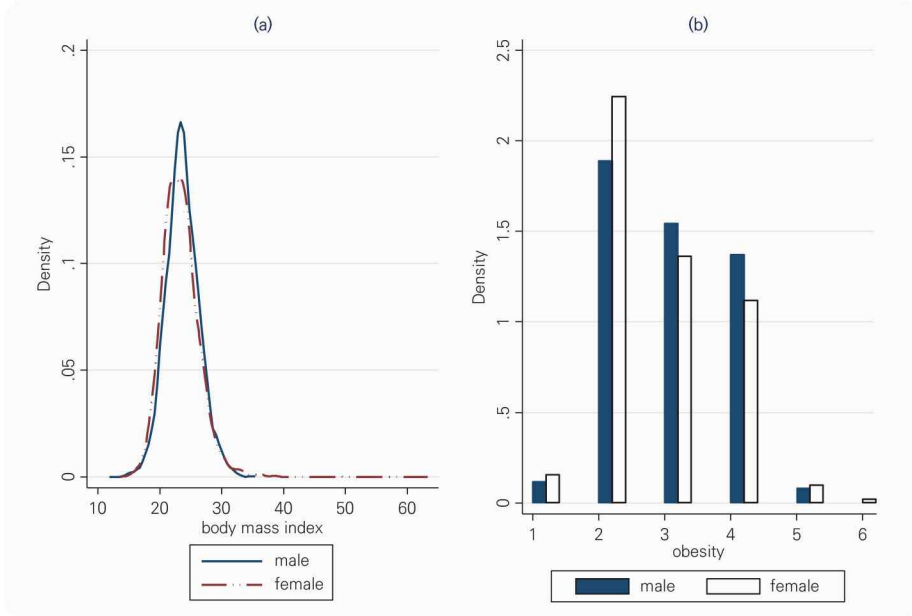 (a)
Density
.2
.15
.1
.05
0
10 20 30 40 50 60
body mass index
male
female
(b)
Density
2.5
2
1.5
1
.5
0
1 2 3 4 5 6
obesity
male female